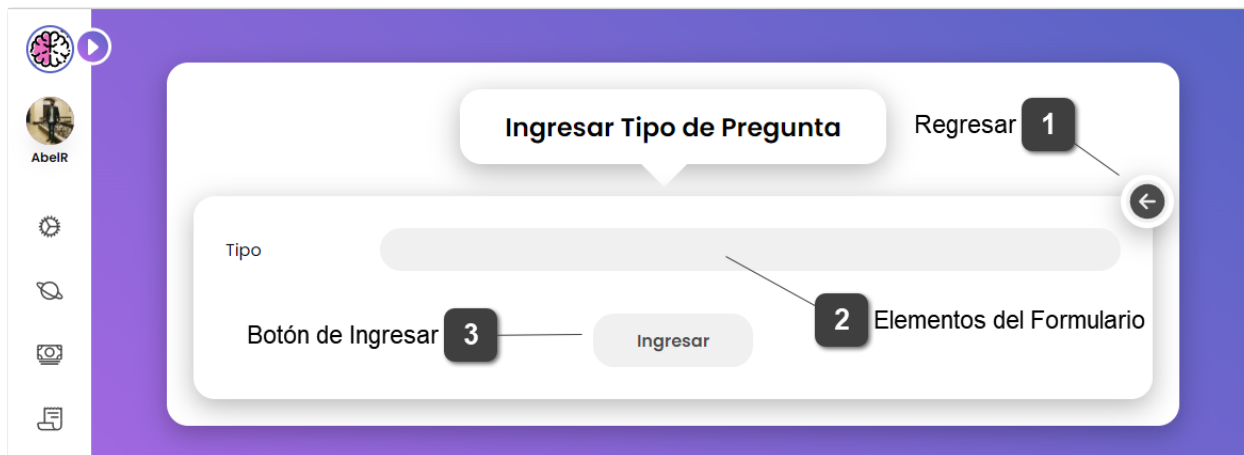 AbelR
Ingresar Tipo de Pregunta
Regresar 1
Tipo
2 Elementos del Formulario
Botón de Ingresar 3
Ingresar